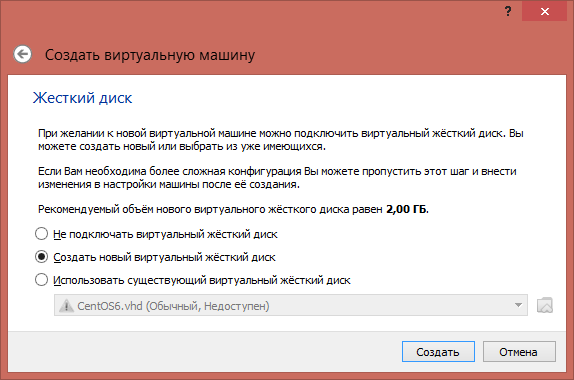 ?
Создать виртуальную машину
Жесткий диск
При желании к новой виртуальной машине можно подключить виртуальный жёсткий диск. Вы
можете создать новый или выбрать из уже имеющихся.
Если Вам необходима более сложная конфигурация Вы можете пропустить этот шаг и внести
изменения в настройки машины после её создания.
Рекомендуемый объём нового виртуального жёсткого диска равен 2,00 ГБ.
Не подключать виртуальный жёсткий диск
Создать новый виртуальный жёсткий диск
Использовать существующий виртуальный жёсткий диск
CentOS6.vhd (Обычный, Недоступен)
Создать
Отмена